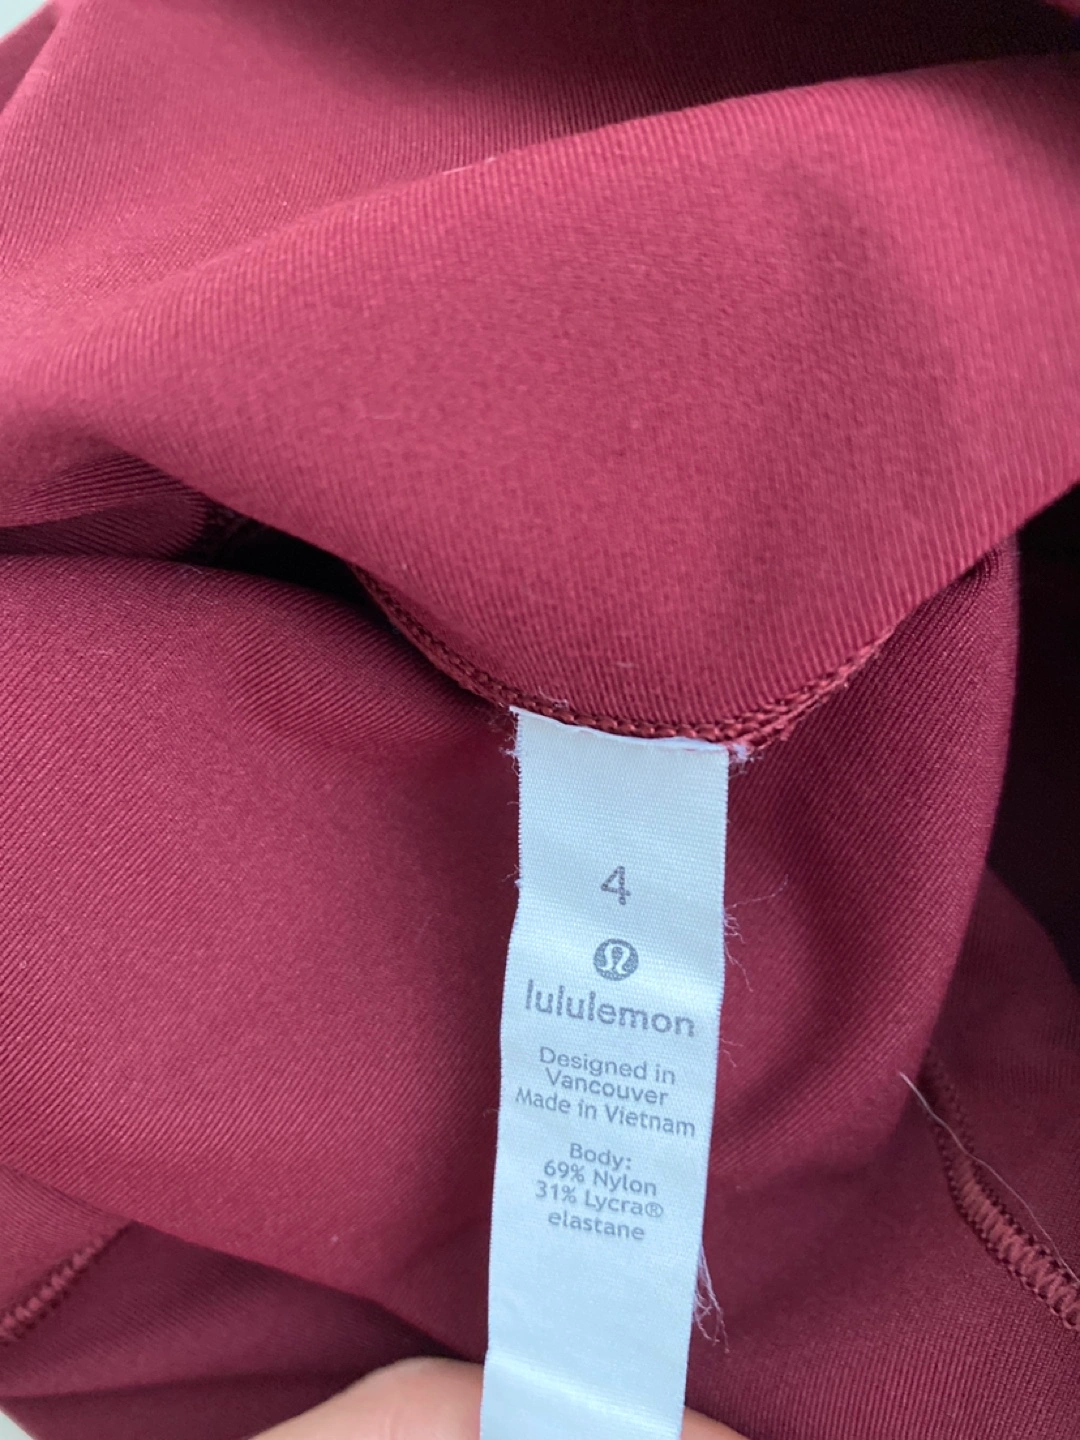 4
lululemon
Designed in
Vancouver
Made in Vietnam
Body:
69% Nylon
31% Lycra®
elastane